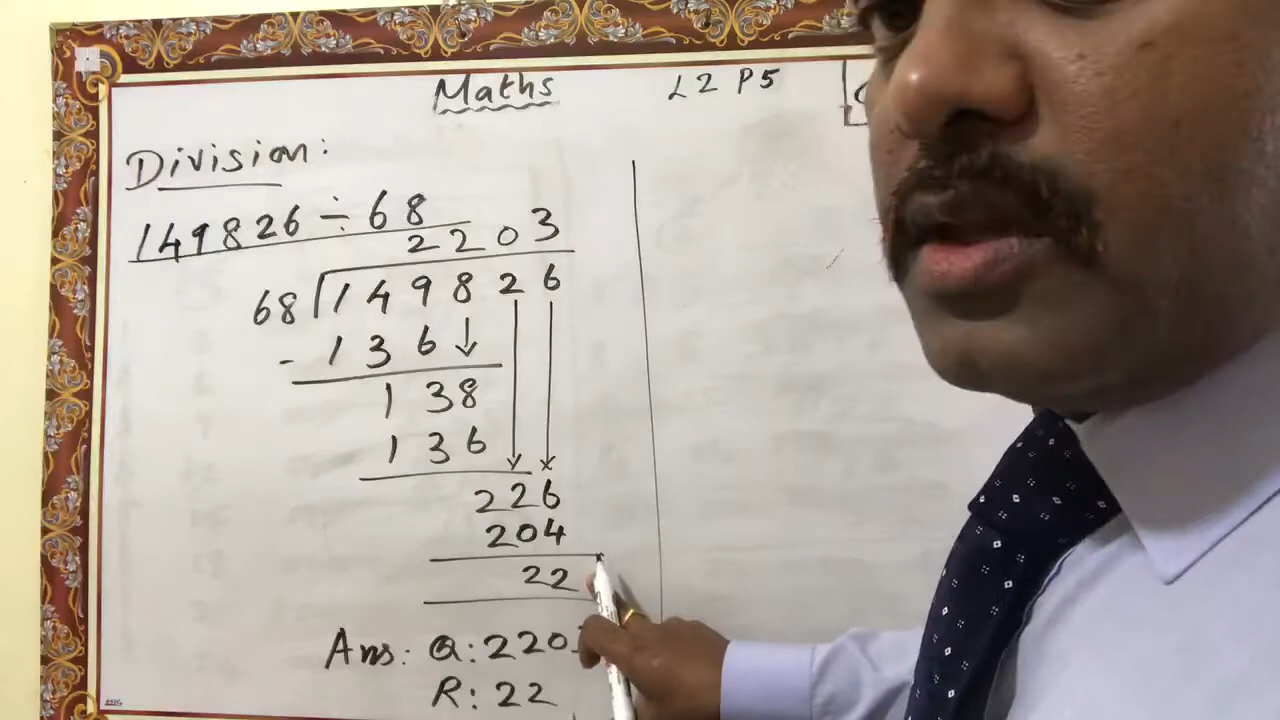 Maths
L2 P5
Division:
149826 ÷ 68
2203
68 149826
- 136
138
136
226
204
22
Ans: Q: 220
R: 22